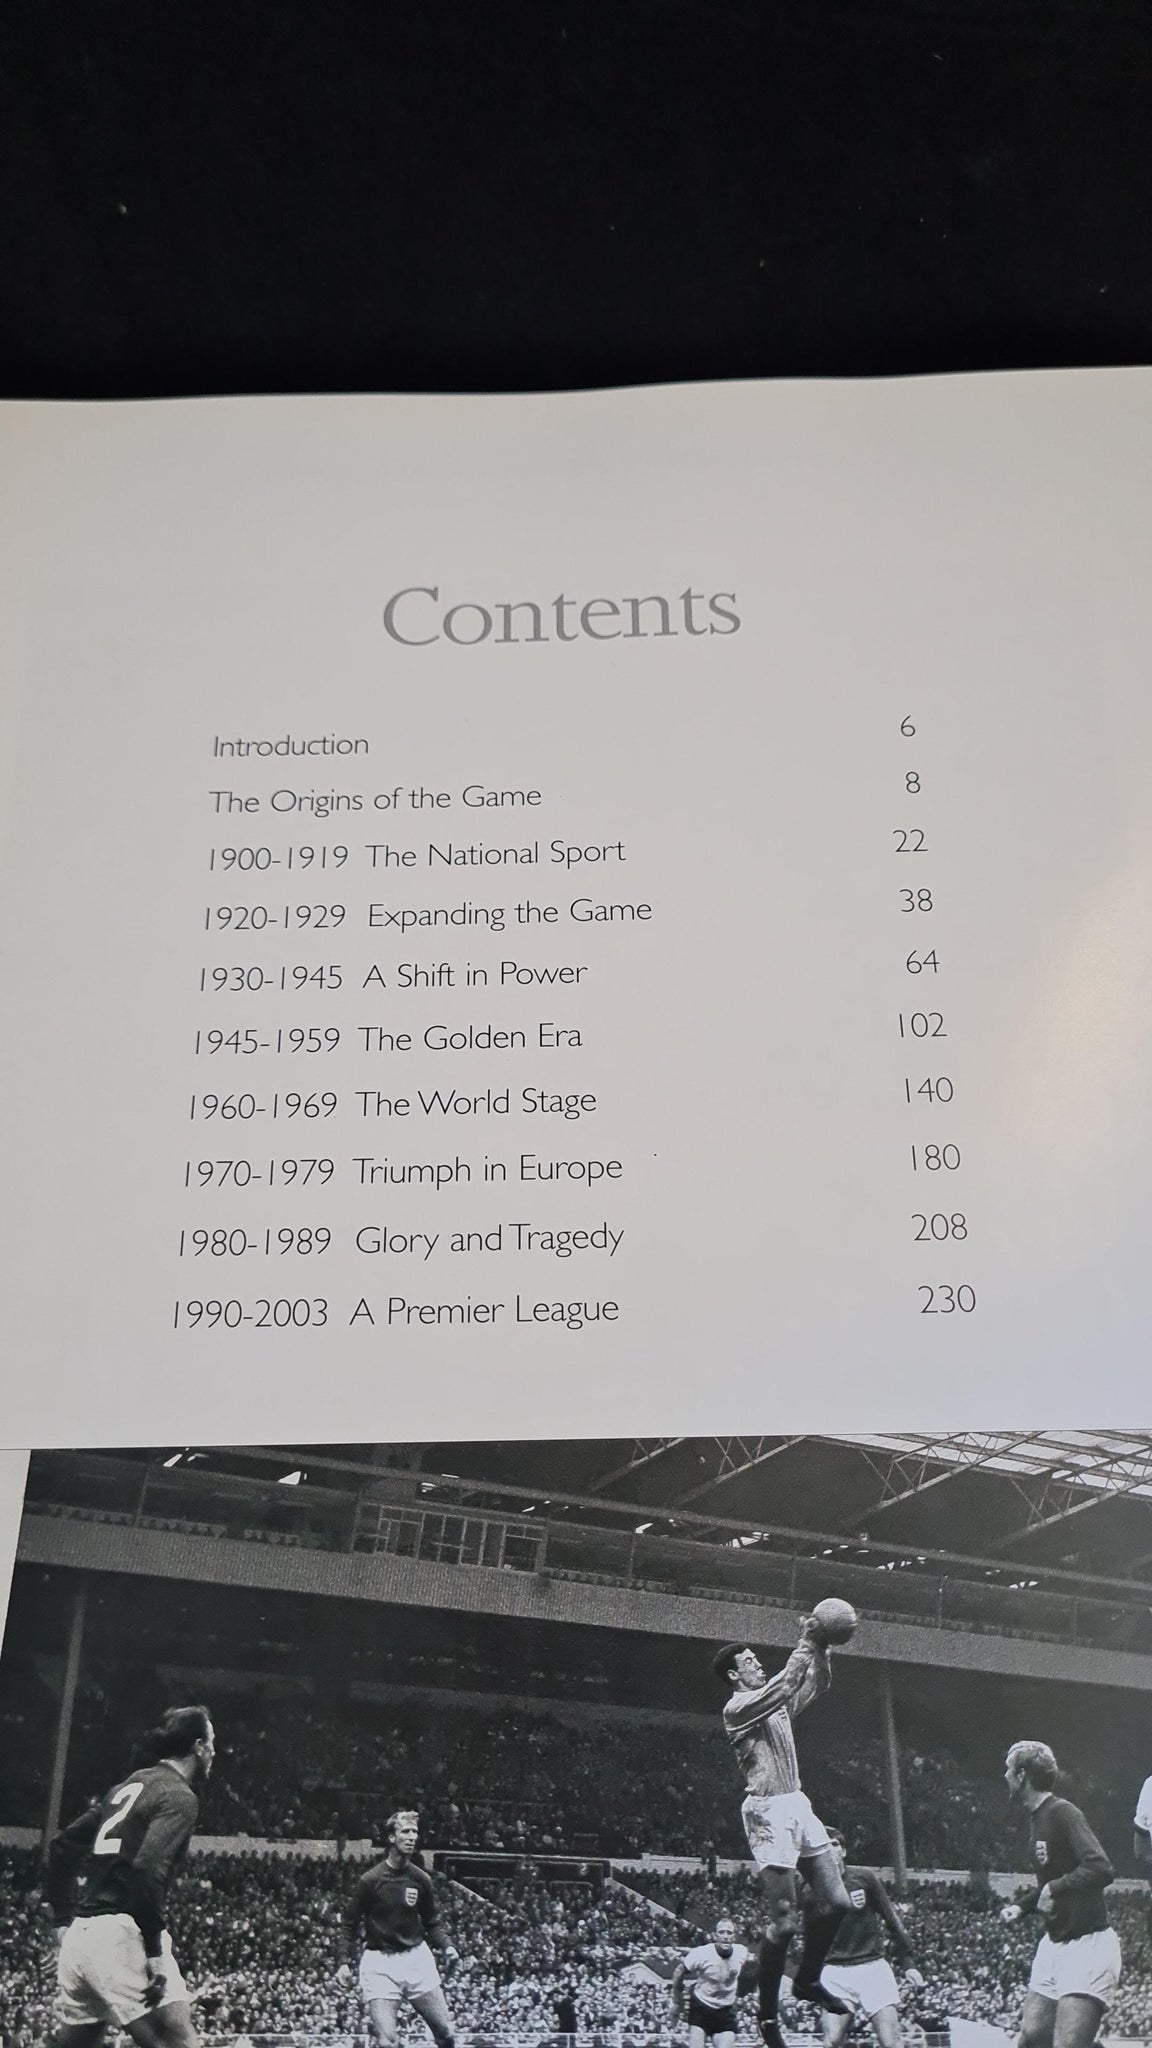 Contents
Introduction 6
The Origins of the Game 8
1900-1919 The National Sport 22
1920-1929 Expanding the Game 38
1930-1945 A Shift in Power 64
1945-1959 The Golden Era 102
1960-1969 The World Stage 140
1970-1979 Triumph in Europe 180
1980-1989 Glory and Tragedy 208
1990-2003 A Premier League 230
2